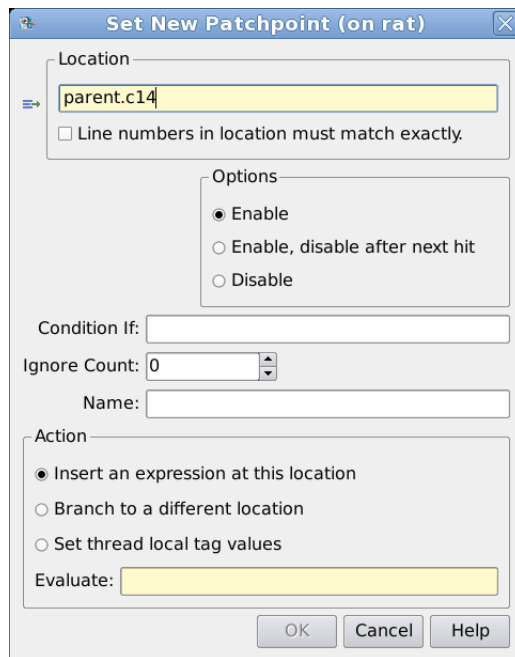 Set New Patchpoint (on rat)
Location
parent.c14
Line numbers in location must match exactly.
Options
Enable
Enable, disable after next hit
Disable
Condition If:
Ignore Count: 0
Name:
Action
Insert an expression at this location
Branch to a different location
Set thread local tag values
Evaluate:
OK Cancel Help